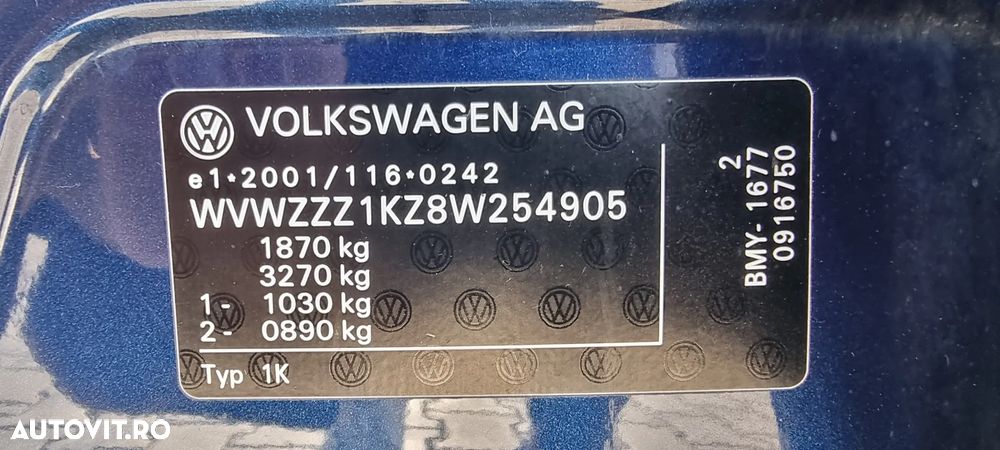 VOLKSWAGEN AG
e1*2001/116*0242
WVWZZZ1KZ8W254905
1870 kg
3270 kg
1- 1030 kg
2- 0890 kg
Typ 1K
2
BMY- 1677
0916750
AUTOVIT.RO